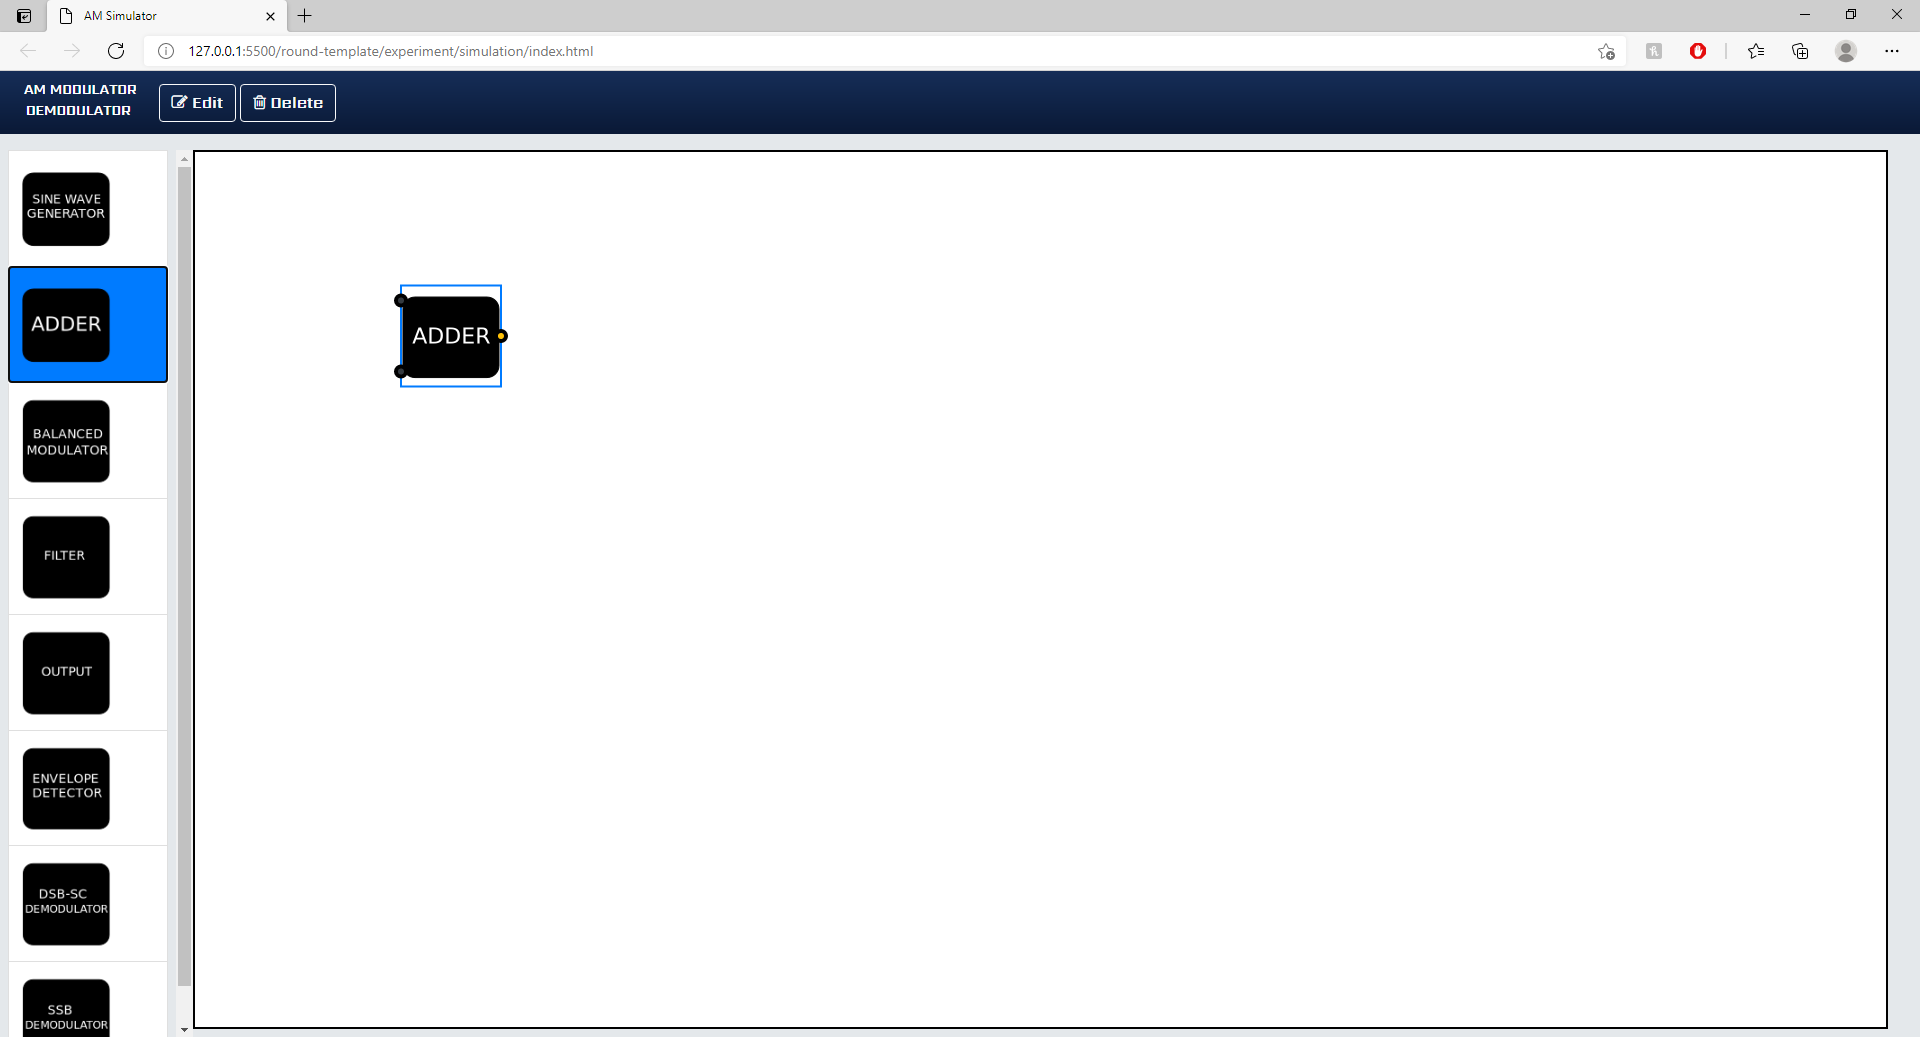 AM Simulator
127.0.0.1:5500/round-template/experiment/simulation/index.html
AM MODULATOR
DEMODULATOR
Edit
Delete
SINE WAVE
GENERATOR
ADDER
BALANCED
MODULATOR
FILTER
OUTPUT
ENVELOPE
DETECTOR
DSB-SC
DEMODULATOR
SSB
DEMODULATOR
ADDER